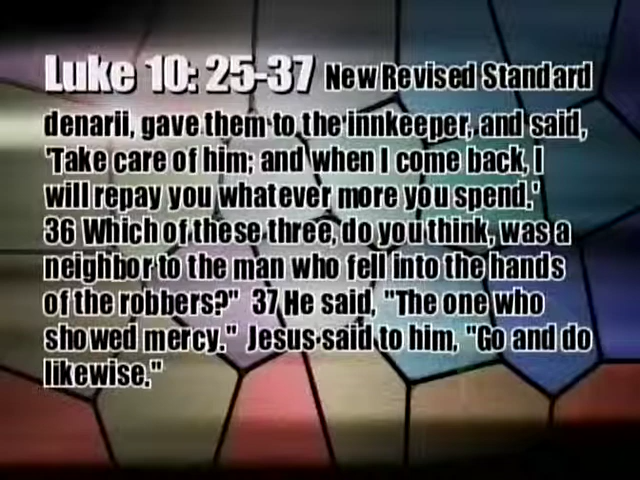 Luke 10: 25-37 New Revised Standard
denarii, gave them to the innkeeper, and said,
'Take care of him; and when I come back, I
will repay you whatever more you spend.'
36 Which of these three, do you think, was a
neighbor to the man who fell into the hands
of the robbers?" 37 He said, "The one who
showed mercy." Jesus said to him, "Go and do
likewise."